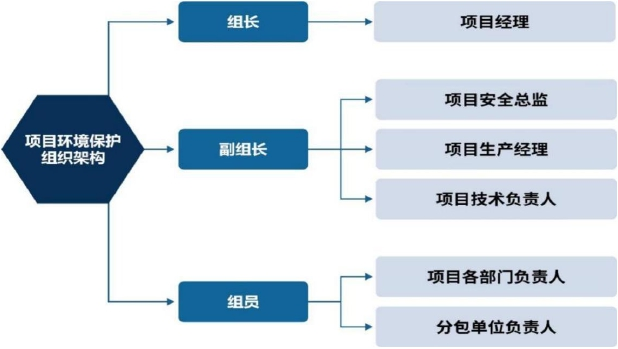 项目环境保护
组织架构
组长
项目经理
副组长
项目安全总监
项目生产经理
项目技术负责人
组员
项目各部门负责人
分包单位负责人